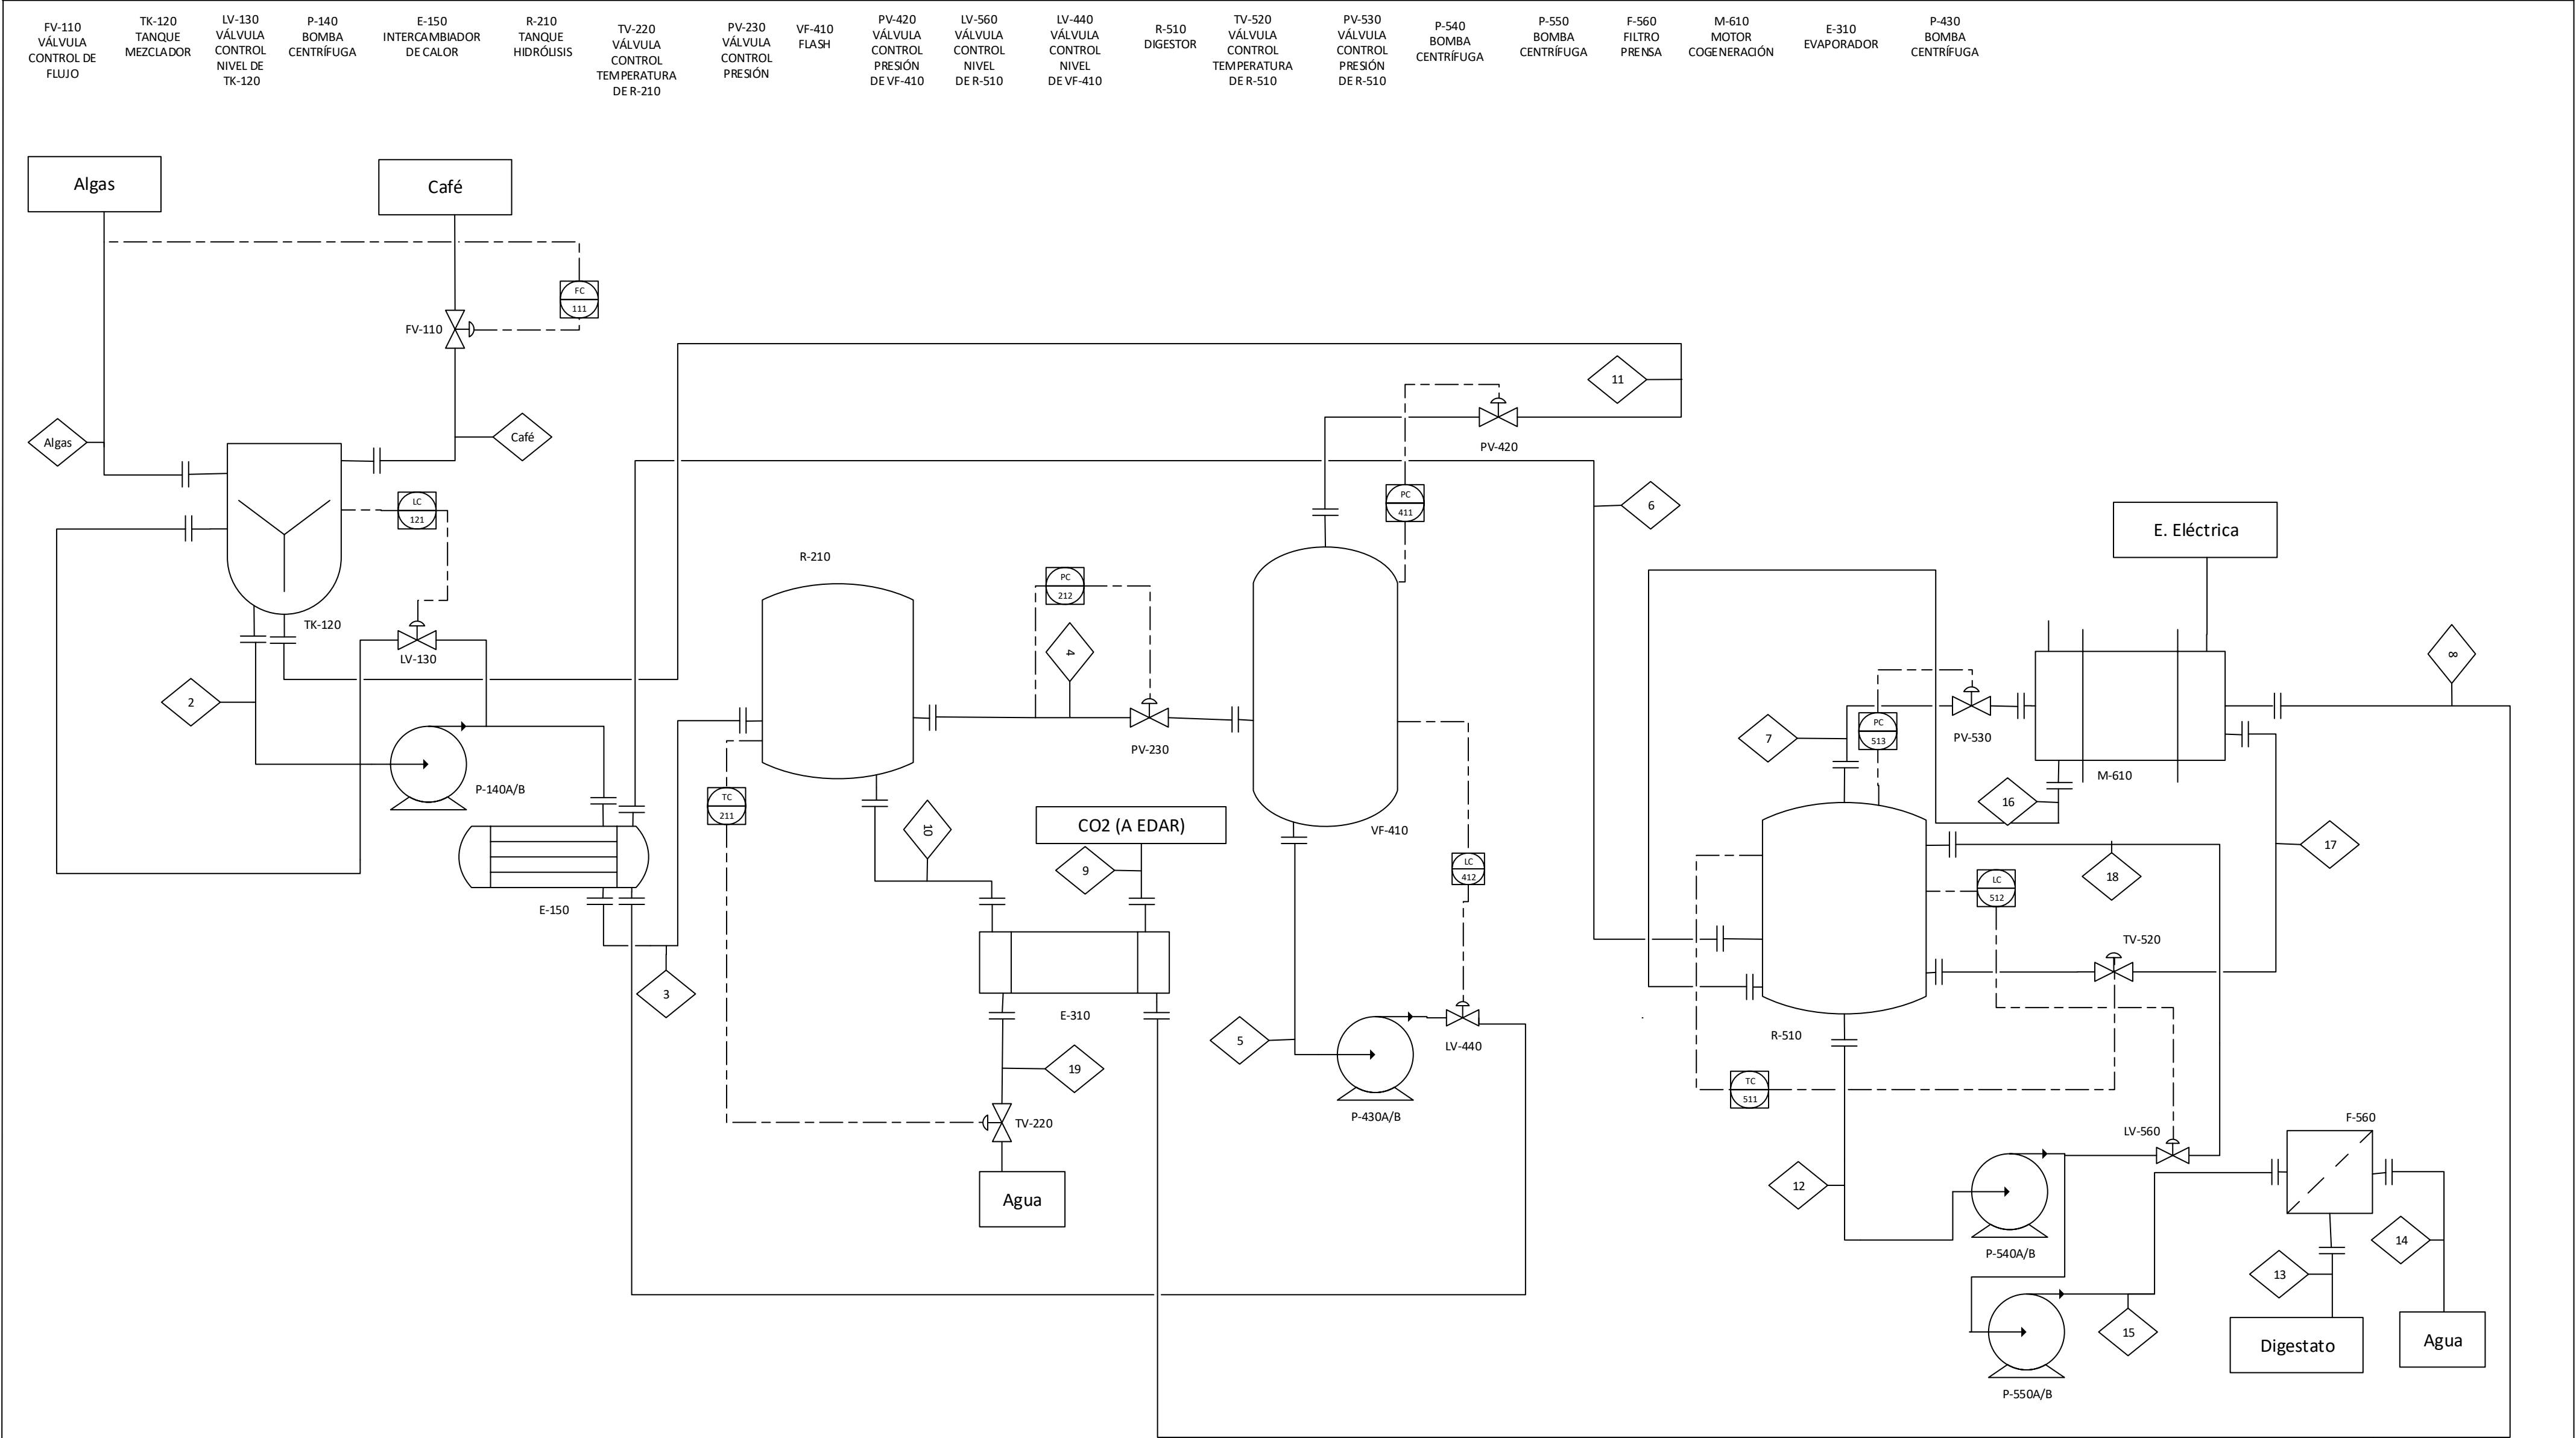 FV-110
VÁLVULA
CONTROL DE
FLUJO
TK-120
TANQUE
MEZCLADOR
LV-130
VÁLVULA
CONTROL
NIVEL DE
TK-120
P-140
BOMBA
CENTRÍFUGA
E-150
INTERCAMBIADOR
DE CALOR
R-210
TANQUE
HIDRÓLISIS
TV-220
VÁLVULA
CONTROL
TEMPERATURA
DE R-210
PV-230
VÁLVULA
CONTROL
PRESIÓN
VF-410
FLASH
PV-420
VÁLVULA
CONTROL
PRESIÓN
DE VF-410
LV-560
VÁLVULA
CONTROL
NIVEL
DE R-510
LV-440
VÁLVULA
CONTROL
NIVEL
DE VF-410
R-510
DIGESTOR
TV-520
VÁLVULA
CONTROL
TEMPERATURA
DE R-510
PV-530
VÁLVULA
CONTROL
PRESIÓN
DE R-510
P-540
BOMBA
CENTRÍFUGA
P-550
BOMBA
CENTRÍFUGA
F-560
FILTRO
PRENSA
M-610
MOTOR
COGENERACIÓN
E-310
EVAPORADOR
P-430
BOMBA
CENTRÍFUGA
Algas
Café
FC
111
FV-110
Algas
Café
LC
121
TK-120
LV-130
2
P-140A/B
E-150
3
R-210
TC
211
PC
212
4
PV-230
10
CO2 (A EDAR)
9
E-310
19
TV-220
Agua
11
PV-420
PC
411
6
VF-410
LC
412
5
LV-440
P-430A/B
E. Eléctrica
8
7
PC
513
PV-530
M-610
16
17
18
LC
512
TV-520
R-510
TC
511
LV-560
F-560
12
P-540A/B
14
13
15
P-550A/B
Digestato
Agua